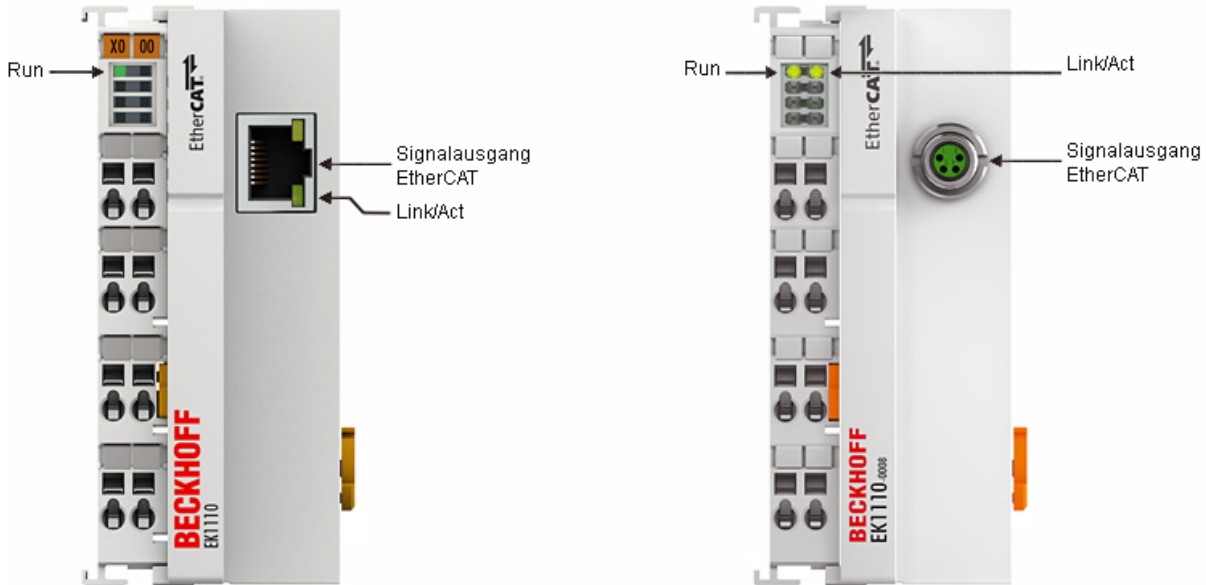 X0 00
Run
EtherCAT
Signalausgang
EtherCAT
Link/Act
BECKHOFF
EK1110
Run
Link/Act
EtherCAT
Signalausgang
EtherCAT
BECKHOFF
EK1110-0008